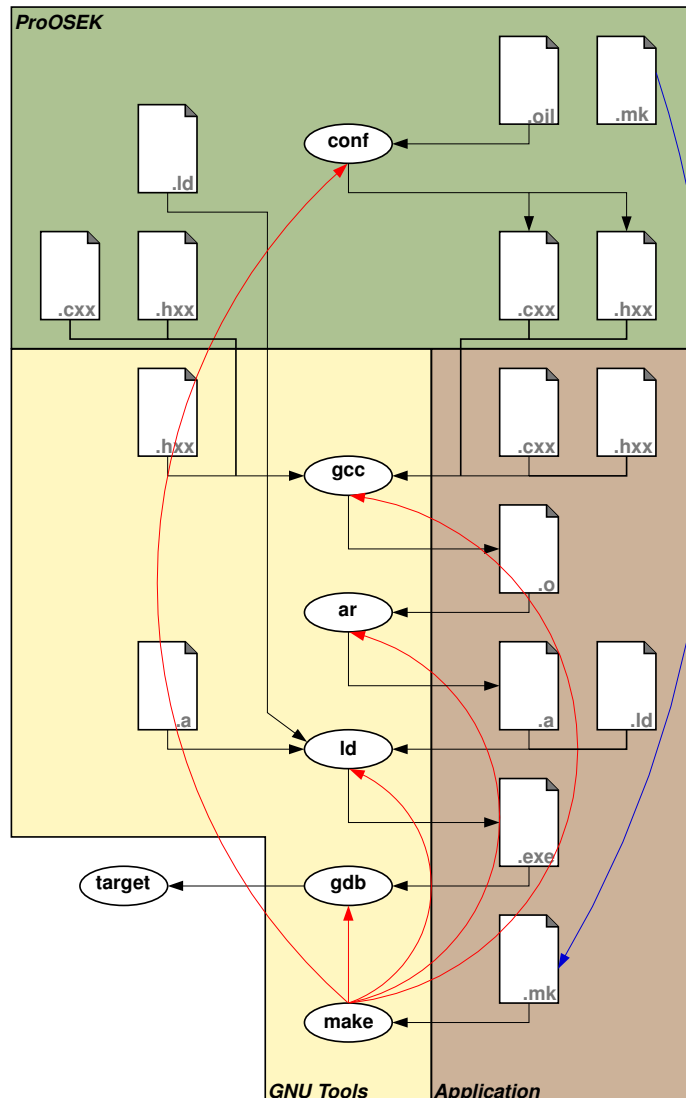 ProOSEK
.oil
.mk
conf
.ld
.cxx
.hxx
.cxx
.hxx
.hxx
.cxx
.hxx
gcc
.o
ar
.a
.a
.ld
ld
.exe
target
gdb
.mk
make
GNU Tools
Application